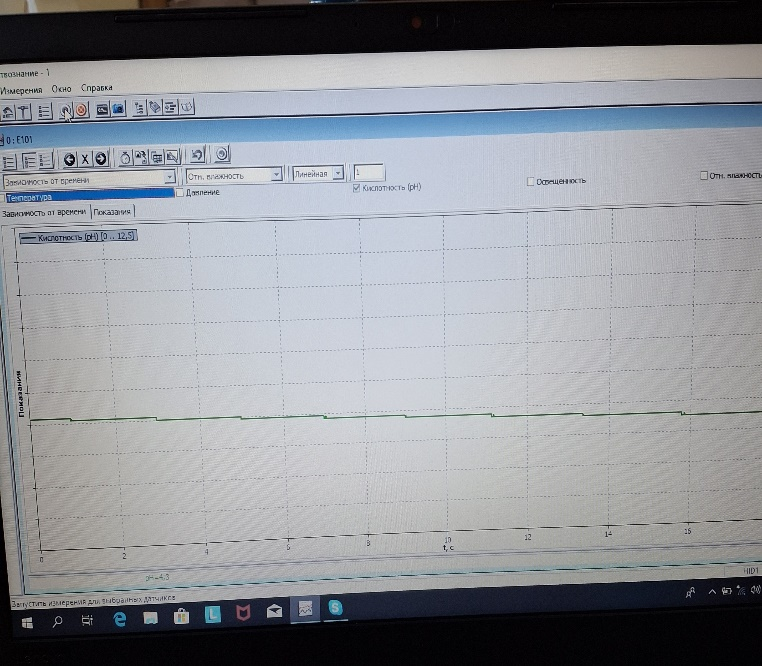 твознание - 1
Измерения Окно Справка
0 : E101
Зависимость от времени Отн. влажность Линейная 1
Температура Давление Кислотность (pH) Освещенность Отн. влажность
Зависимость от времени Показания
Кислотность (pH) [0 .. 12,5]
Показания
0 2 4 6 8 10 12 14 16
t, c
pH=4,3
HID1
Запустить измерения для выбранных датчиков